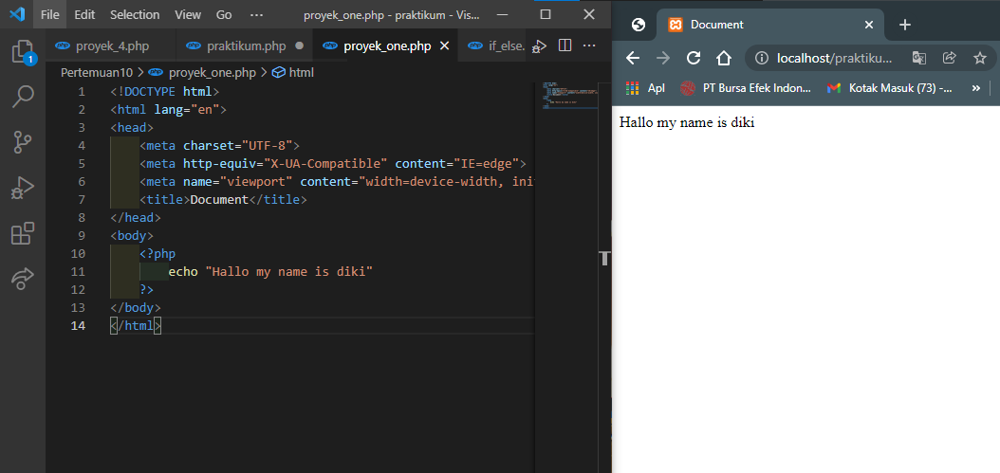 File Edit Selection View Go ··· proyek_one.php - praktikum - Vis...
proyek_4.php praktikum.php proyek_one.php if_else.
Pertemuan10 > proyek_one.php > html
1 <!DOCTYPE html>
2 <html lang="en">
3 <head>
4 <meta charset="UTF-8">
5 <meta http-equiv="X-UA-Compatible" content="IE=edge">
6 <meta name="viewport" content="width=device-width, ini
7 <title>Document</title>
8 </head>
9 <body>
10 <?php
11 echo "Hallo my name is diki"
12 ?>
13 </body>
14 </html>
1
Document
localhost/praktiku...
Apl PT Bursa Efek Indon... Kotak Masuk (73) -... »
Hallo my name is diki
T